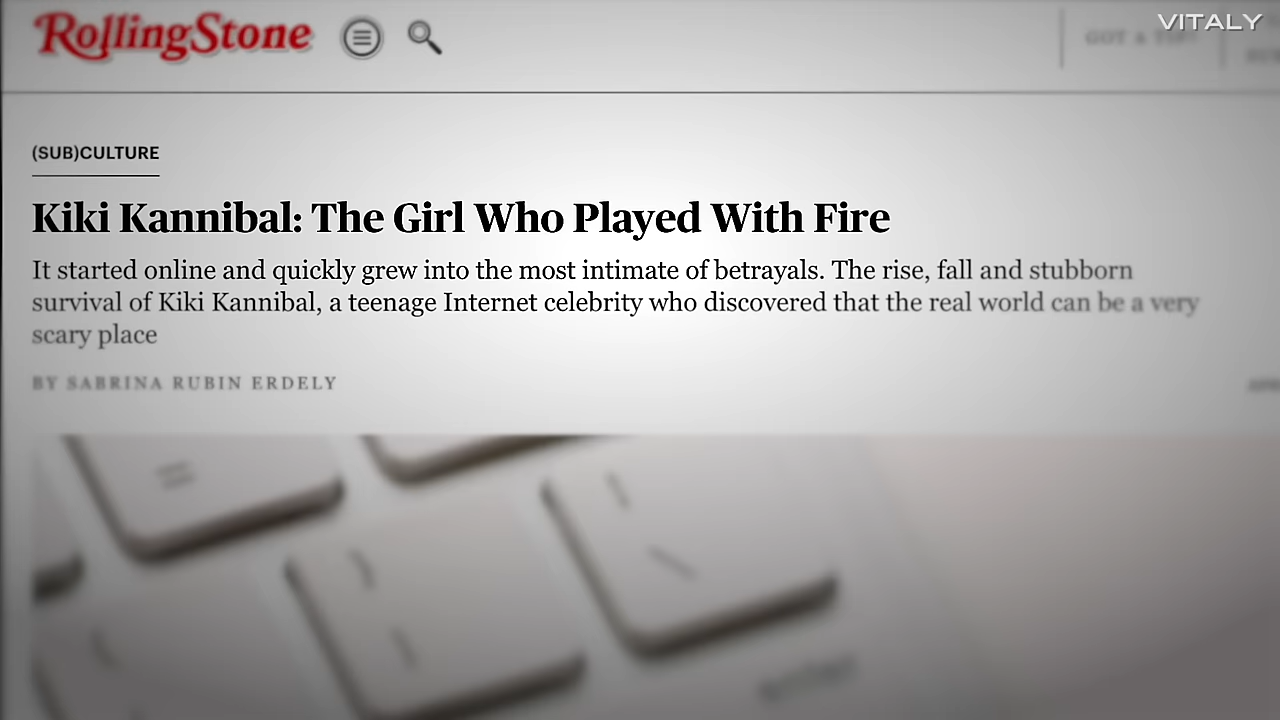 RollingStone
VITALY
GOT A TIP?
(SUB)CULTURE
Kiki Kannibal: The Girl Who Played With Fire
It started online and quickly grew into the most intimate of betrayals. The rise, fall and stubborn
survival of Kiki Kannibal, a teenage Internet celebrity who discovered that the real world can be a very
scary place
BY SABRINA RUBIN ERDELY